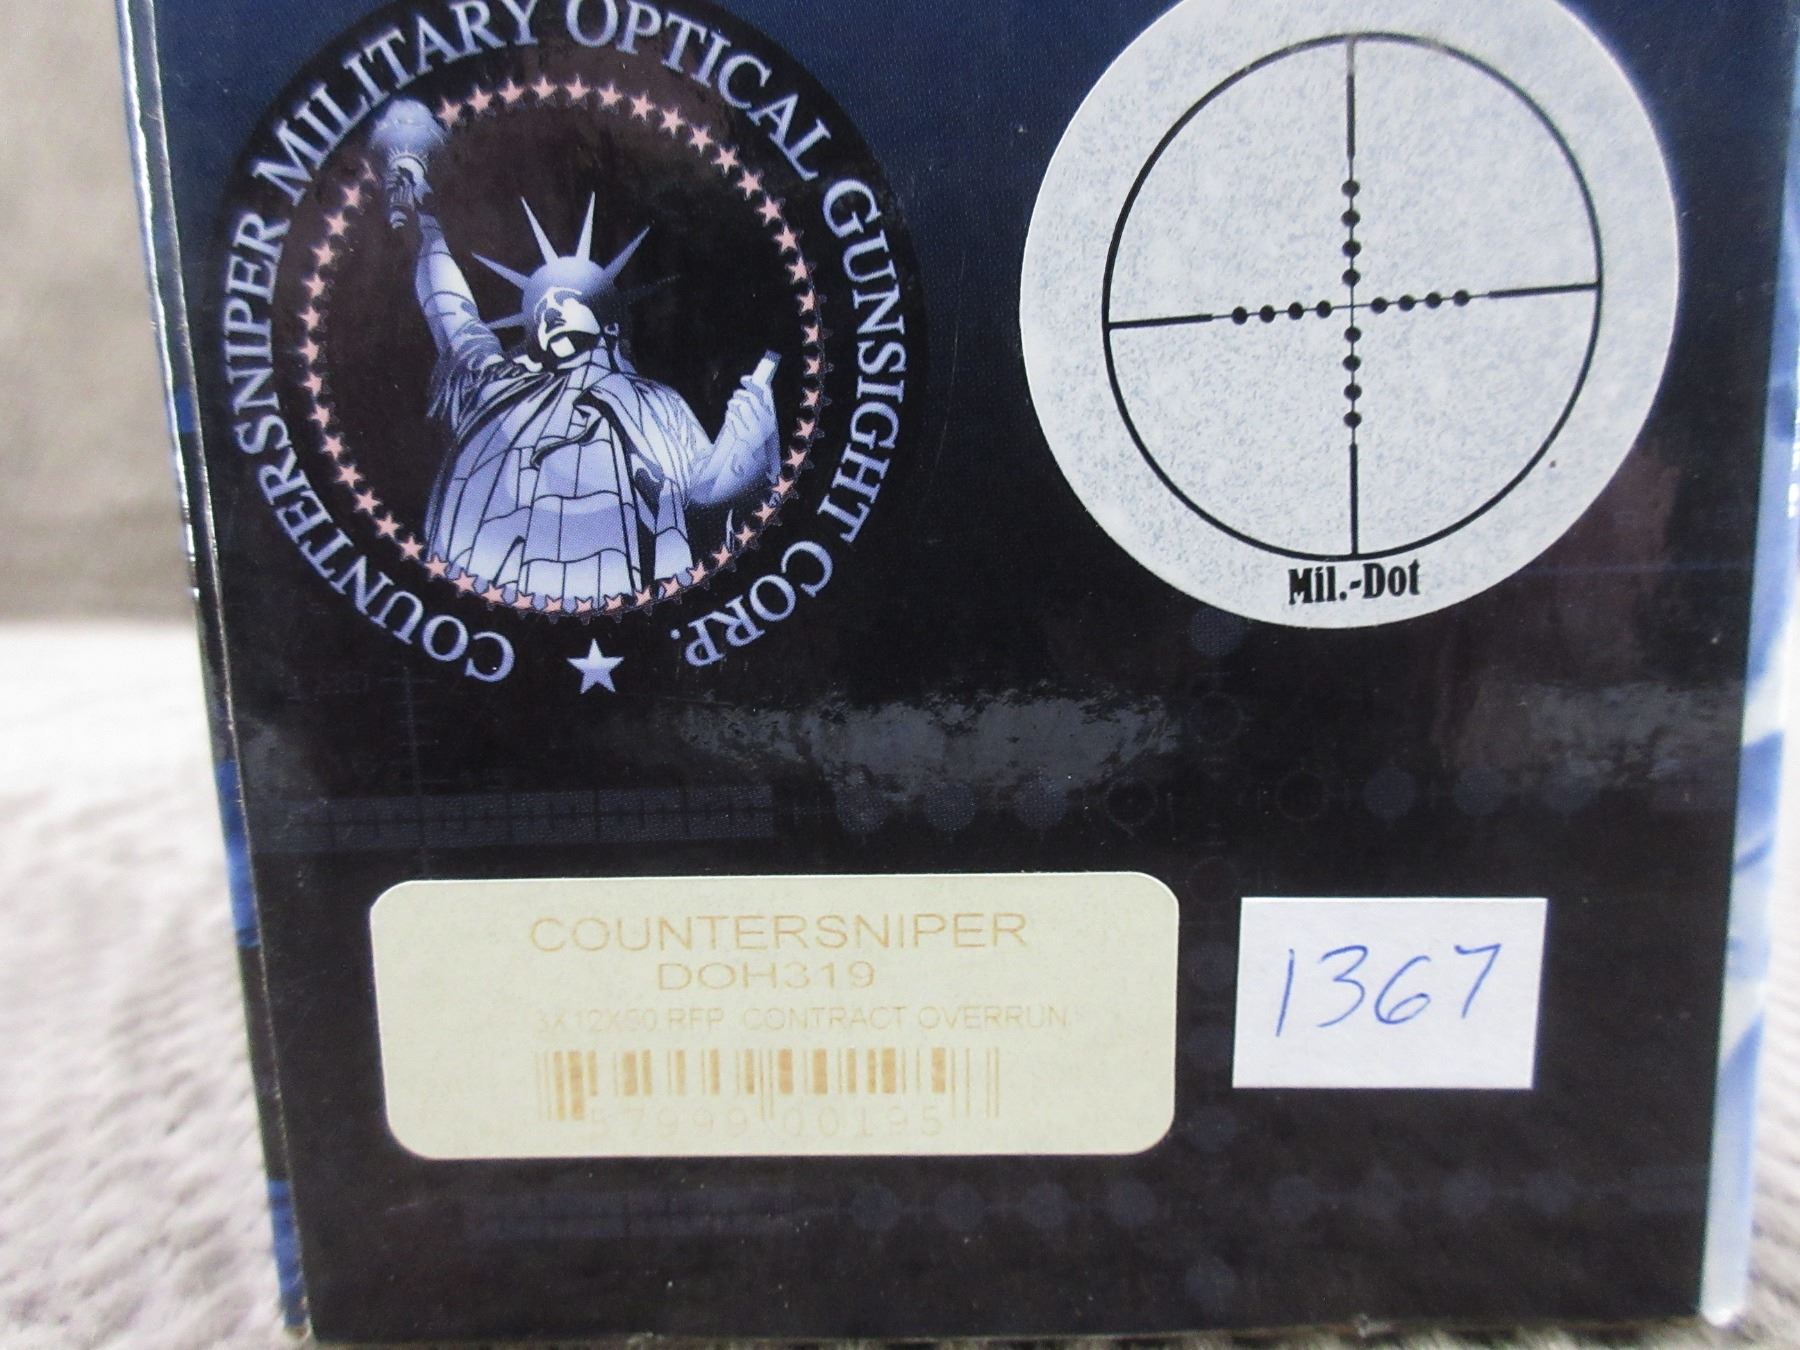 COUNTERSNIPER MILITARY OPTICAL GUNSIGHT CORP.
Mil.-Dot
COUNTERSNIPER
DOH319
3X12X50 RFP CONTRACT OVERRUN
57999 00195
1367